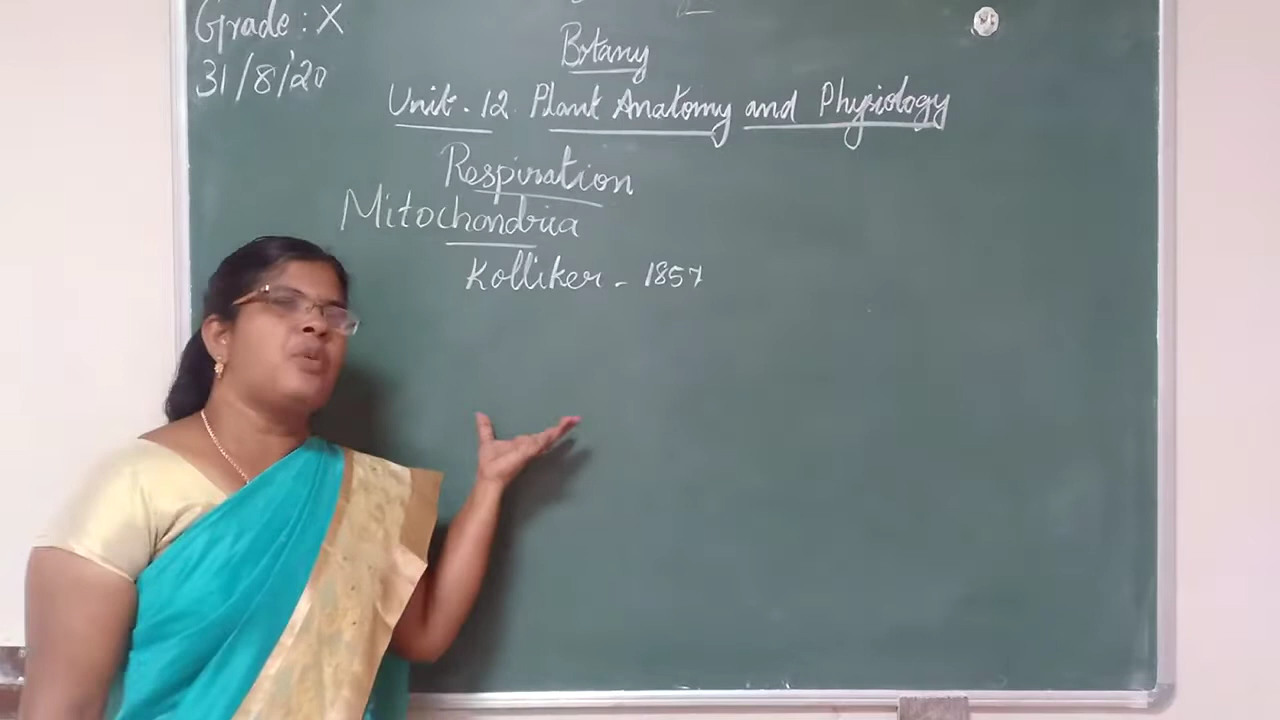 Grade : X
31/8/'20
Botany
Unit - 12. Plant Anatomy and Physiology
Respiration
Mitochondria
Kolliker - 1857